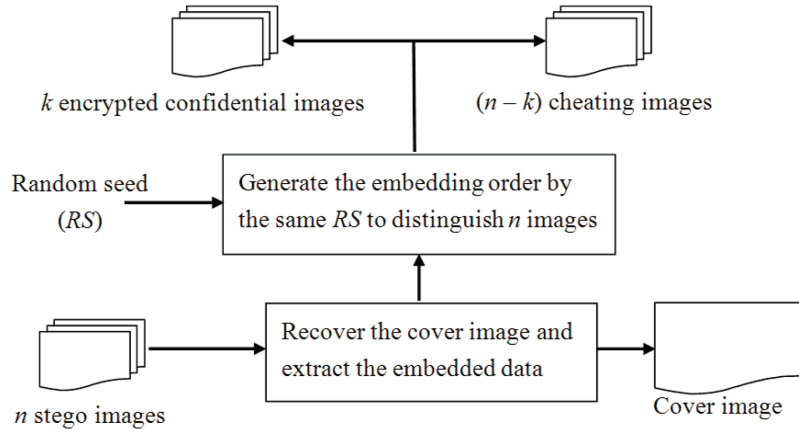 k encrypted confidential images
(n – k) cheating images
Random seed
(RS)
Generate the embedding order by
the same RS to distinguish n images
Recover the cover image and
extract the embedded data
n stego images
Cover image